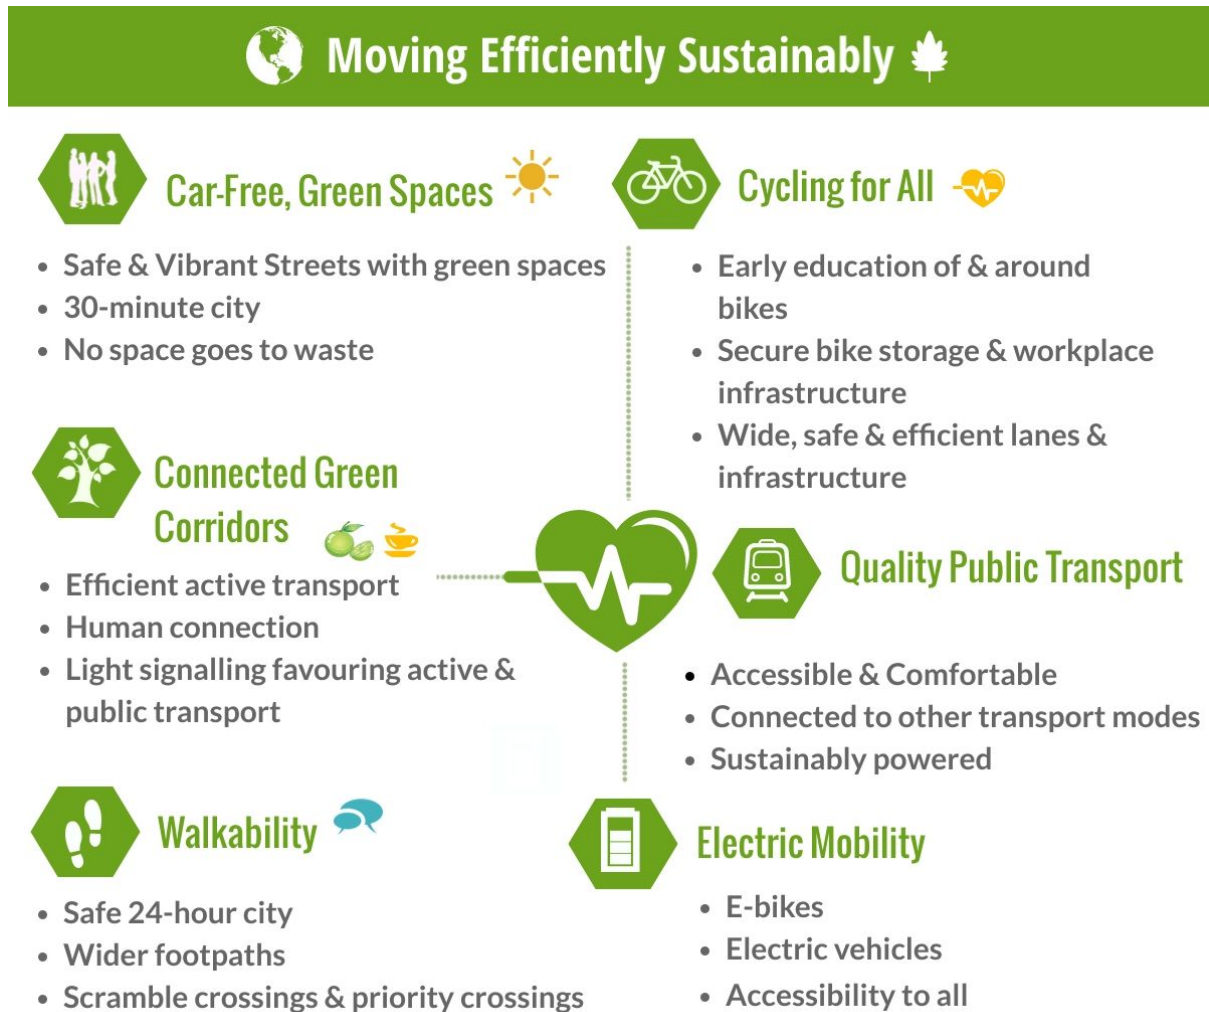 Moving Efficiently Sustainably
Car-Free, Green Spaces
• Safe & Vibrant Streets with green spaces
• 30-minute city
• No space goes to waste
Cycling for All
• Early education of & around
bikes
• Secure bike storage & workplace
infrastructure
• Wide, safe & efficient lanes &
infrastructure
Connected Green
Corridors
• Efficient active transport
• Human connection
• Light signalling favouring active &
public transport
Quality Public Transport
• Accessible & Comfortable
• Connected to other transport modes
• Sustainably powered
Walkability
• Safe 24-hour city
• Wider footpaths
• Scramble crossings & priority crossings
Electric Mobility
• E-bikes
• Electric vehicles
• Accessibility to all